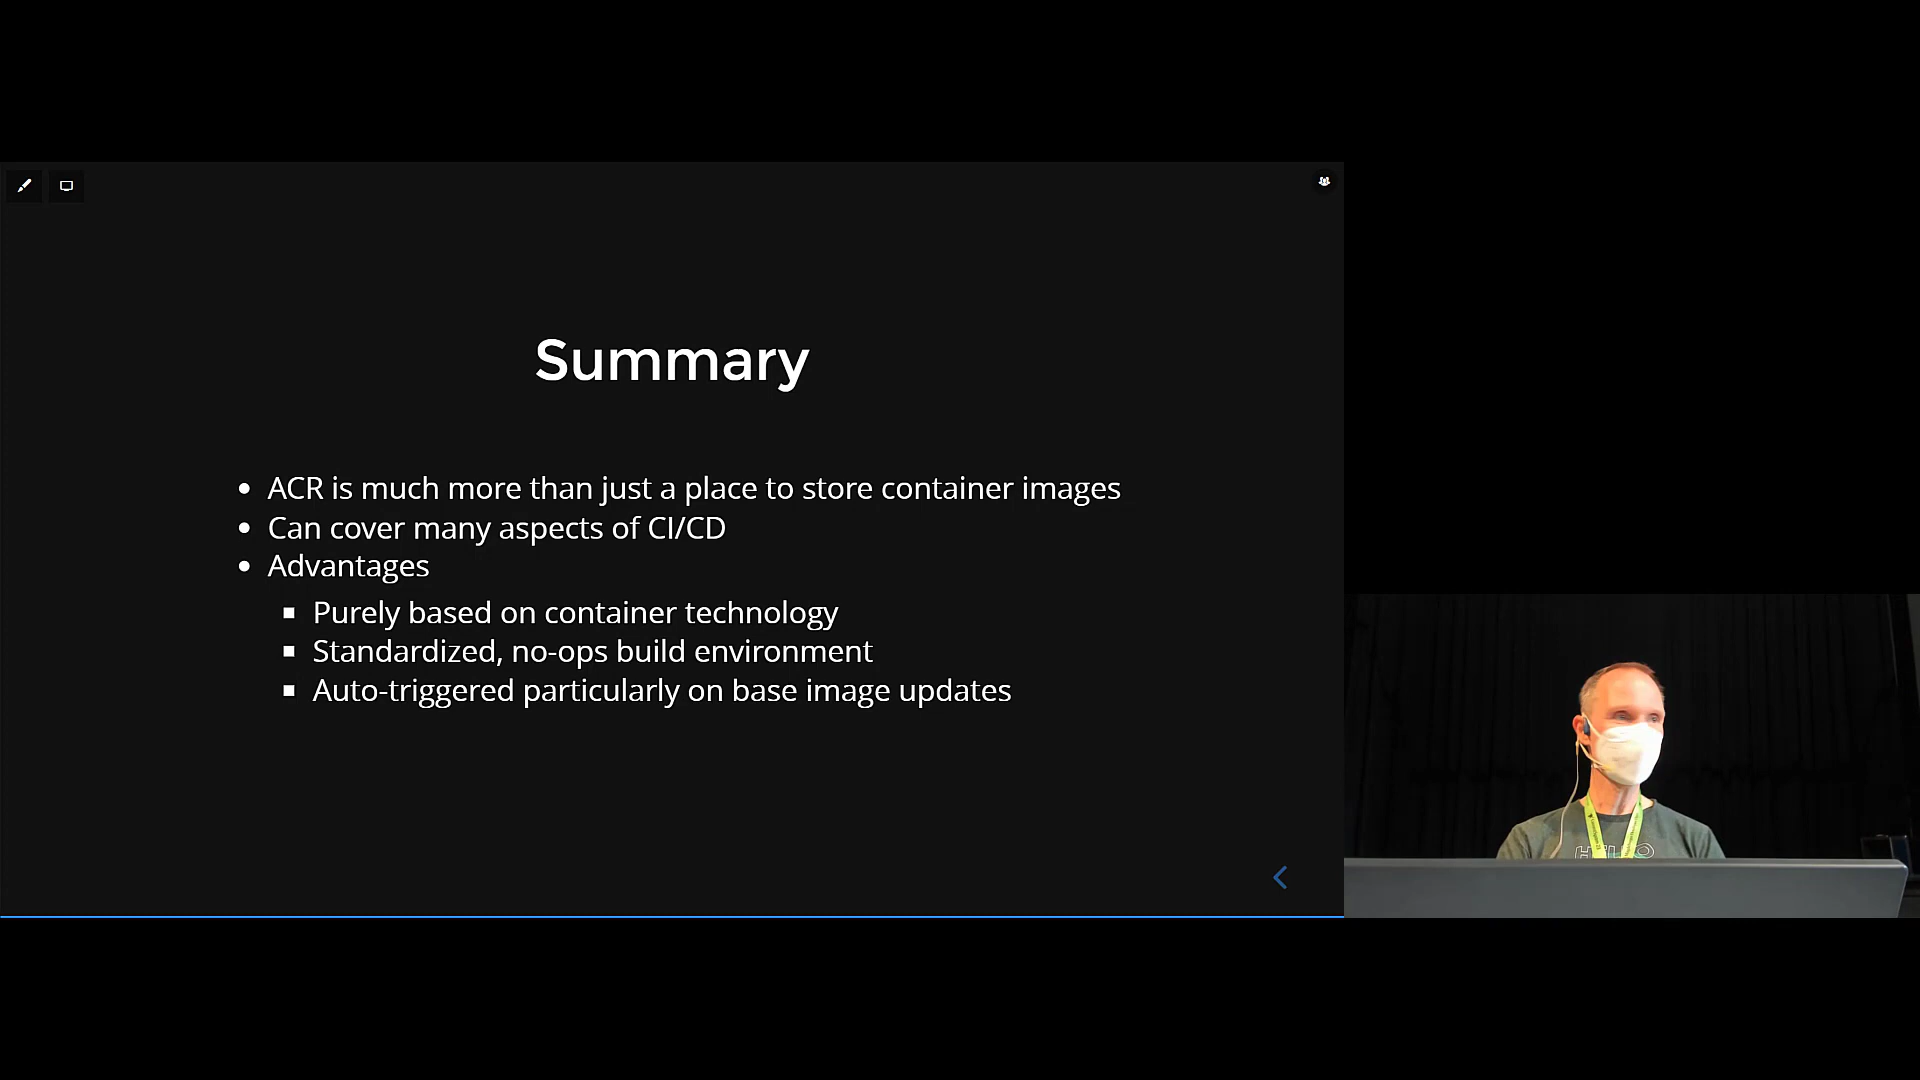 Summary
ACR is much more than just a place to store container images
Can cover many aspects of CI/CD
Advantages
Purely based on container technology
Standardized, no-ops build environment
Auto-triggered particularly on base image updates